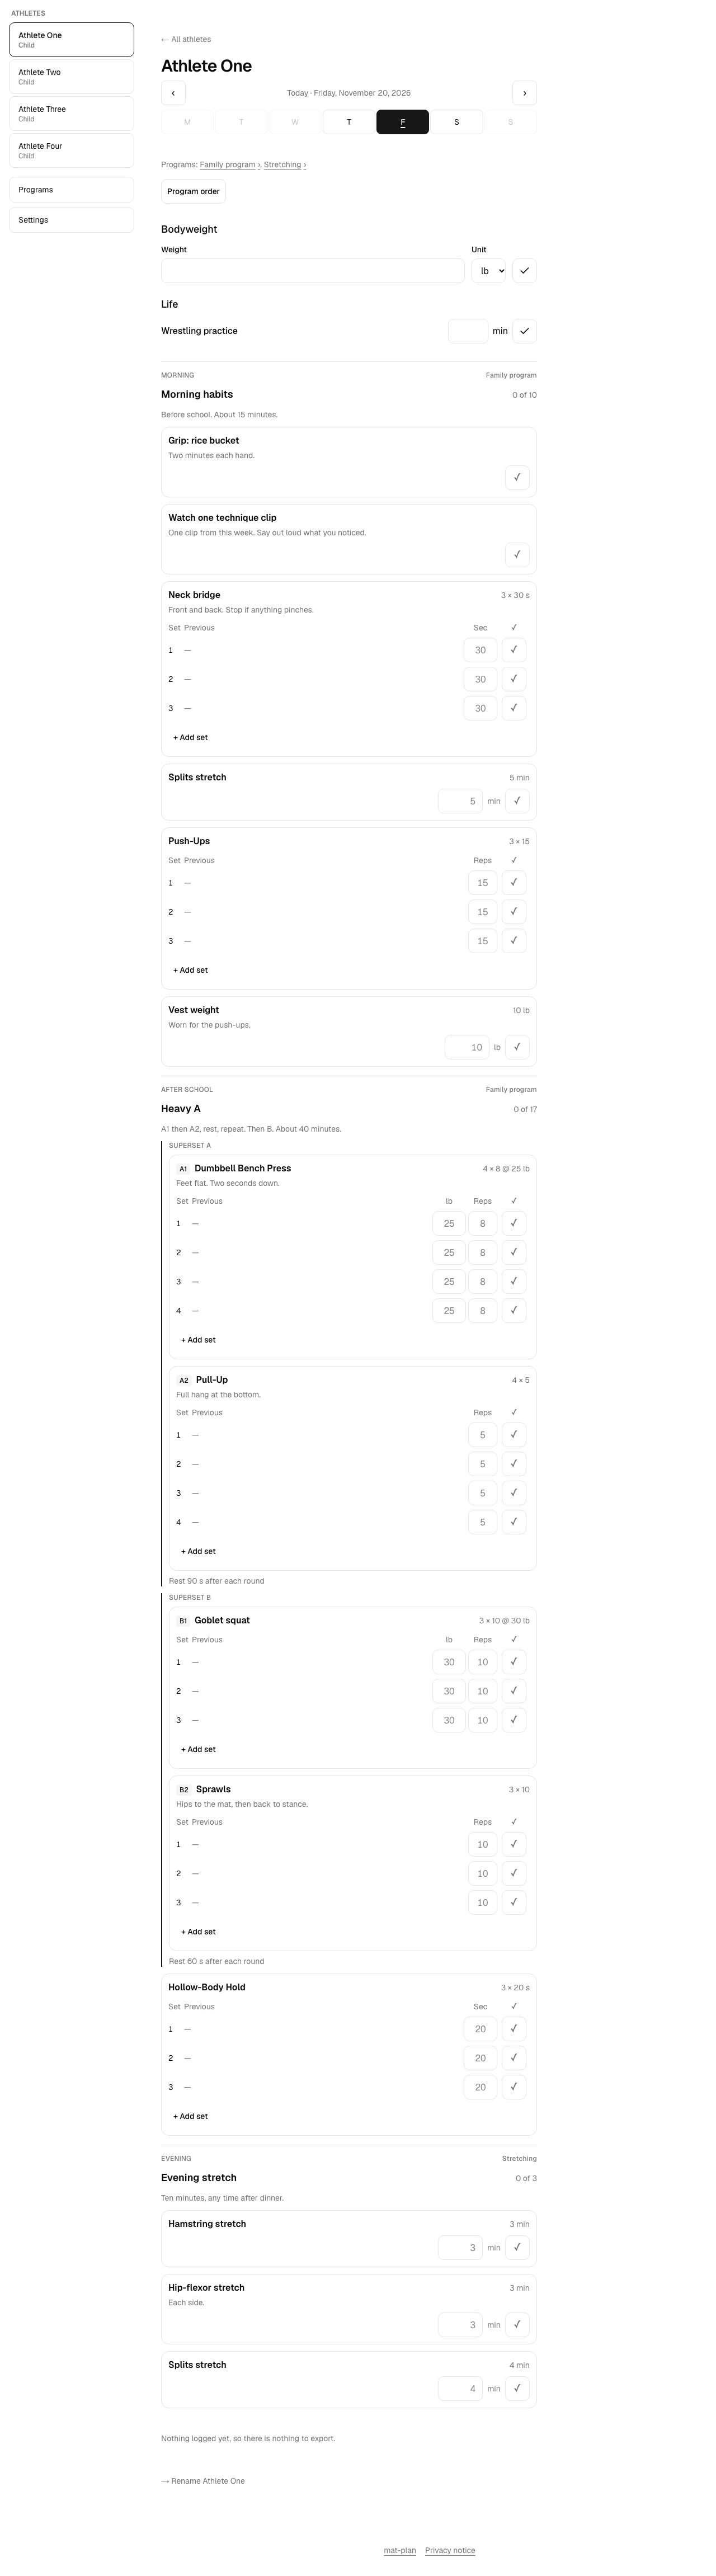 ATHLETES
Athlete One
Child
Athlete Two
Child
Athlete Three
Child
Athlete Four
Child
Programs
Settings
← All athletes
Athlete One
‹ Today · Friday, November 20, 2026 ›
M T W T F S S
Programs: Family program ›, Stretching ›
Program order
Bodyweight
Weight Unit
lb ✓
Life
Wrestling practice min ✓
MORNING Family program
Morning habits 0 of 10
Before school. About 15 minutes.
Grip: rice bucket
Two minutes each hand.
✓
Watch one technique clip
One clip from this week. Say out loud what you noticed.
✓
Neck bridge 3 × 30 s
Front and back. Stop if anything pinches.
Set Previous Sec ✓
1 — 30 ✓
2 — 30 ✓
3 — 30 ✓
+ Add set
Splits stretch 5 min
5 min ✓
Push-Ups 3 × 15
Set Previous Reps ✓
1 — 15 ✓
2 — 15 ✓
3 — 15 ✓
+ Add set
Vest weight 10 lb
Worn for the push-ups.
10 lb ✓
AFTER SCHOOL Family program
Heavy A 0 of 17
A1 then A2, rest, repeat. Then B. About 40 minutes.
SUPERSET A
A1 Dumbbell Bench Press 4 × 8 @ 25 lb
Feet flat. Two seconds down.
Set Previous lb Reps ✓
1 — 25 8 ✓
2 — 25 8 ✓
3 — 25 8 ✓
4 — 25 8 ✓
+ Add set
A2 Pull-Up 4 × 5
Full hang at the bottom.
Set Previous Reps ✓
1 — 5 ✓
2 — 5 ✓
3 — 5 ✓
4 — 5 ✓
+ Add set
Rest 90 s after each round
SUPERSET B
B1 Goblet squat 3 × 10 @ 30 lb
Set Previous lb Reps ✓
1 — 30 10 ✓
2 — 30 10 ✓
3 — 30 10 ✓
+ Add set
B2 Sprawls 3 × 10
Hips to the mat, then back to stance.
Set Previous Reps ✓
1 — 10 ✓
2 — 10 ✓
3 — 10 ✓
+ Add set
Rest 60 s after each round
Hollow-Body Hold 3 × 20 s
Set Previous Sec ✓
1 — 20 ✓
2 — 20 ✓
3 — 20 ✓
+ Add set
EVENING Stretching
Evening stretch 0 of 3
Ten minutes, any time after dinner.
Hamstring stretch 3 min
3 min ✓
Hip-flexor stretch 3 min
Each side.
3 min ✓
Splits stretch 4 min
4 min ✓
Nothing logged yet, so there is nothing to export.
→ Rename Athlete One
mat-plan Privacy notice